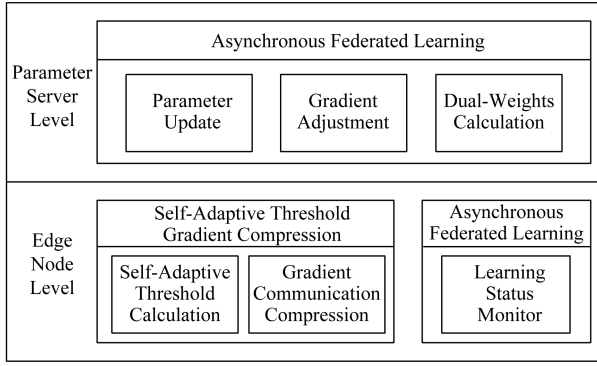 Parameter
Server
Level
Asynchronous Federated Learning
Parameter
Update
Gradient
Adjustment
Dual-Weights
Calculation
Edge
Node
Level
Self-Adaptive Threshold
Gradient Compression
Self-Adaptive
Threshold
Calculation
Gradient
Communication
Compression
Asynchronous
Federated Learning
Learning
Status
Monitor